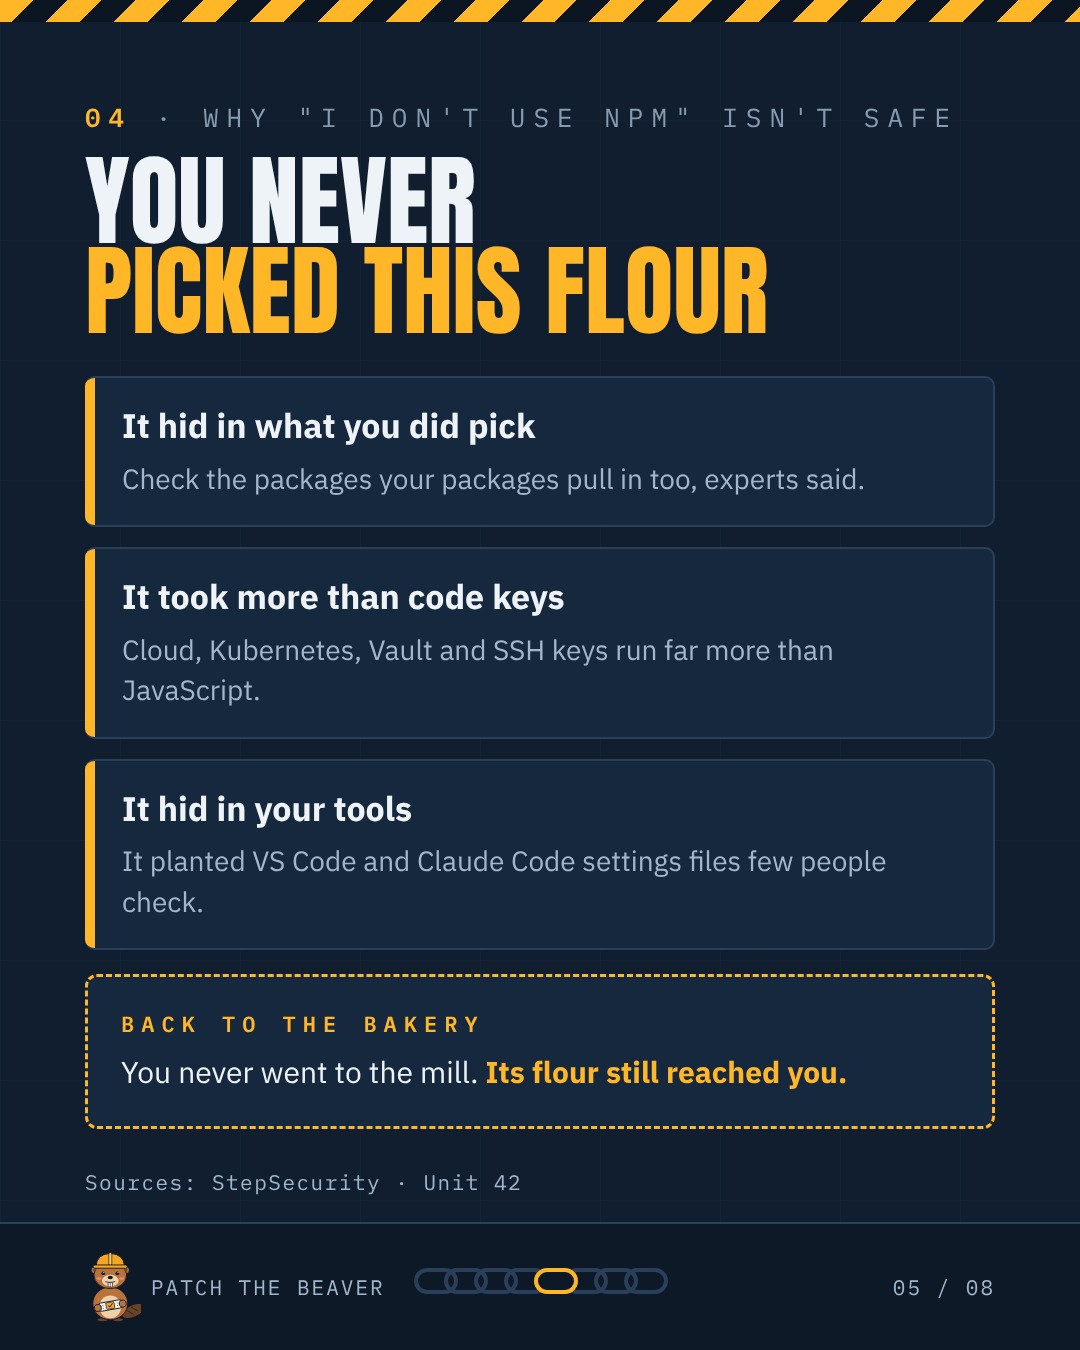 04 · WHY "I DON'T USE NPM" ISN'T SAFE
YOU NEVER
PICKED THIS FLOUR
It hid in what you did pick
Check the packages your packages pull in too, experts said.
It took more than code keys
Cloud, Kubernetes, Vault and SSH keys run far more than
JavaScript.
It hid in your tools
It planted VS Code and Claude Code settings files few people
check.
BACK TO THE BAKERY
You never went to the mill. Its flour still reached you.
Sources: StepSecurity · Unit 42
PATCH THE BEAVER
05 / 08